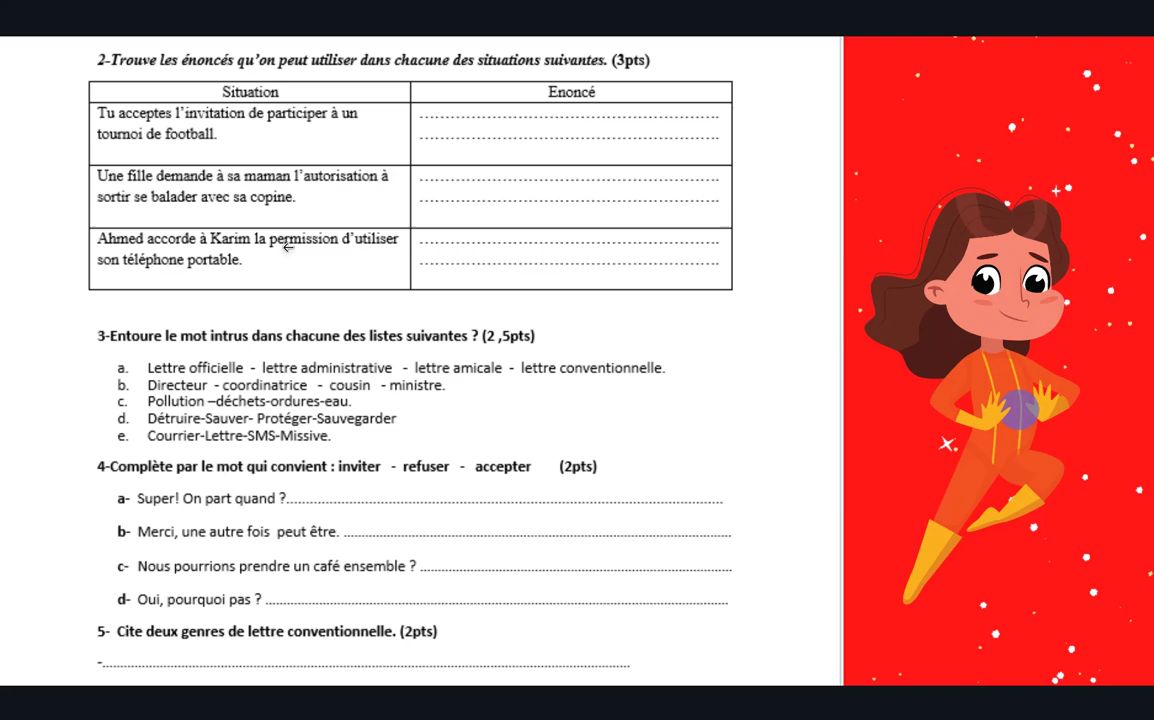 2-Trouve les énoncés qu'on peut utiliser dans chacune des situations suivantes. (3pts)
Situation
Enoncé
Tu acceptes l'invitation de participer à un
tournoi de football.
Une fille demande à sa maman l'autorisation à
sortir se balader avec sa copine.
Ahmed accorde à Karim la permission d'utiliser
son téléphone portable.
3-Entoure le mot intrus dans chacune des listes suivantes ? (2 ,5pts)
a. Lettre officielle - lettre administrative - lettre amicale - lettre conventionnelle.
b. Directeur - coordinatrice - cousin - ministre.
c. Pollution –déchets-ordures-eau.
d. Détruire-Sauver- Protéger-Sauvegarder
e. Courrier-Lettre-SMS-Missive.
4-Complète par le mot qui convient : inviter - refuser - accepter (2pts)
a- Super! On part quand ?
b- Merci, une autre fois peut être.
c- Nous pourrions prendre un café ensemble ?
d- Oui, pourquoi pas ?
5- Cite deux genres de lettre conventionnelle. (2pts)
-